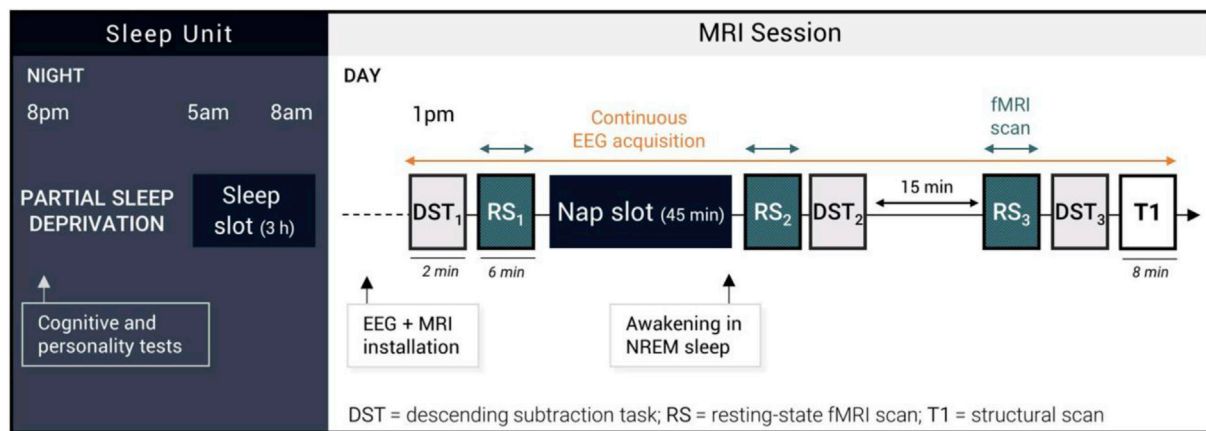 Sleep Unit
NIGHT
8pm 5am 8am
PARTIAL SLEEP
DEPRIVATION
Sleep
slot (3 h)
Cognitive and
personality tests
MRI Session
DAY
1pm
Continuous
EEG acquisition
fMRI
scan
DST₁
RS₁
Nap slot (45 min)
RS₂
DST₂
15 min
RS₃
DST₃
T1
2 min
6 min
8 min
EEG + MRI
installation
Awakening in
NREM sleep
DST = descending subtraction task; RS = resting-state fMRI scan; T1 = structural scan